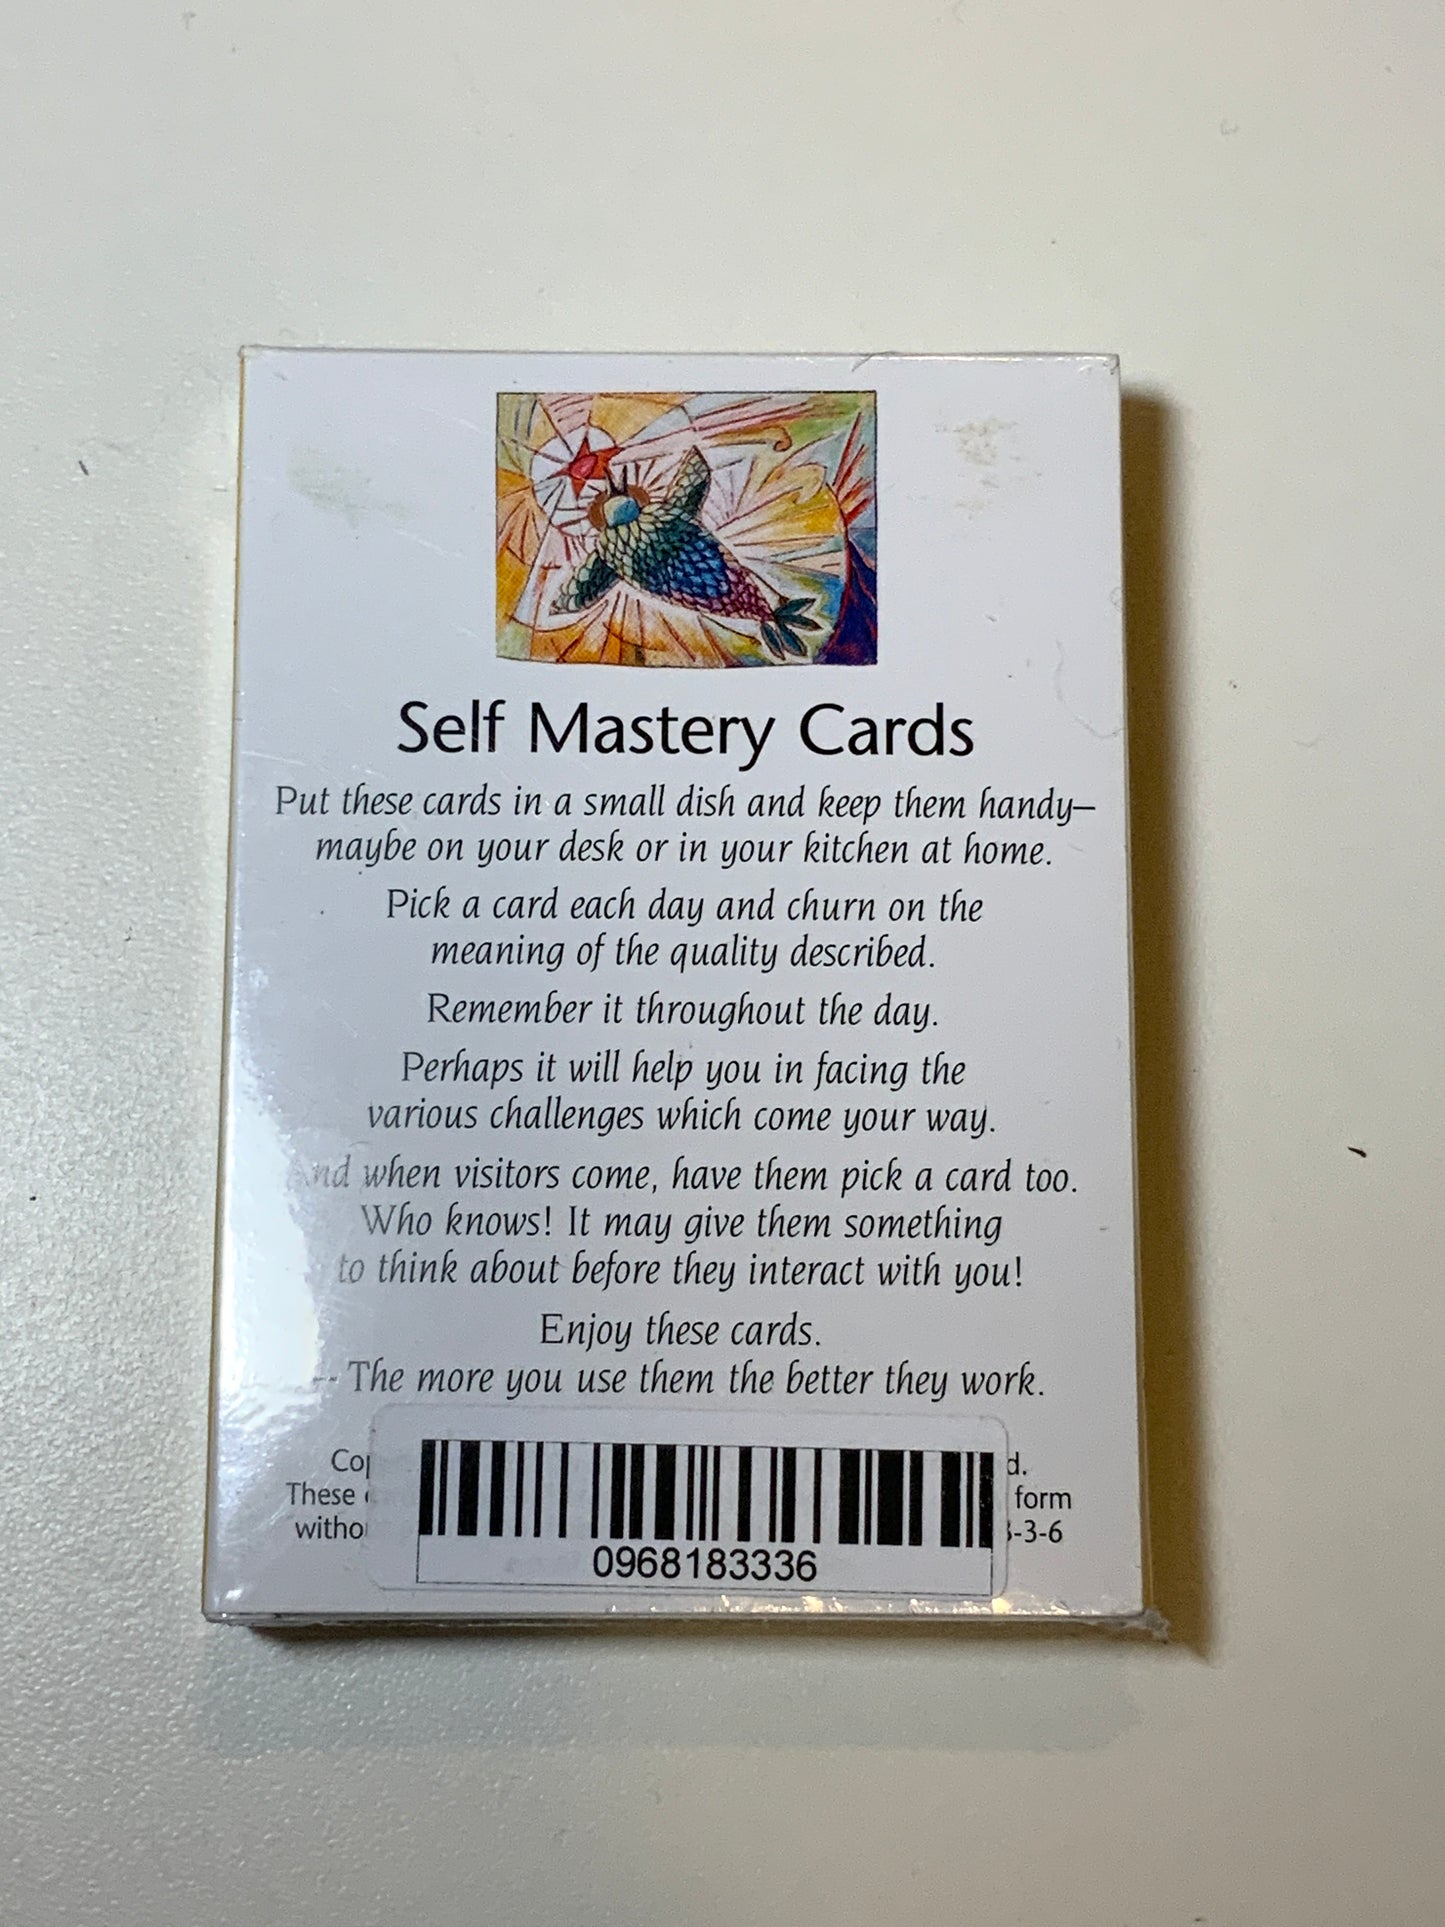 Self Mastery Cards
Put these cards in a small dish and keep them handy—
maybe on your desk or in your kitchen at home.
Pick a card each day and churn on the
meaning of the quality described.
Remember it throughout the day.
Perhaps it will help you in facing the
various challenges which come your way.
And when visitors come, have them pick a card too.
Who knows! It may give them something
to think about before they interact with you!
Enjoy these cards.
The more you use them the better they work.
These form
-3-6
0968183336